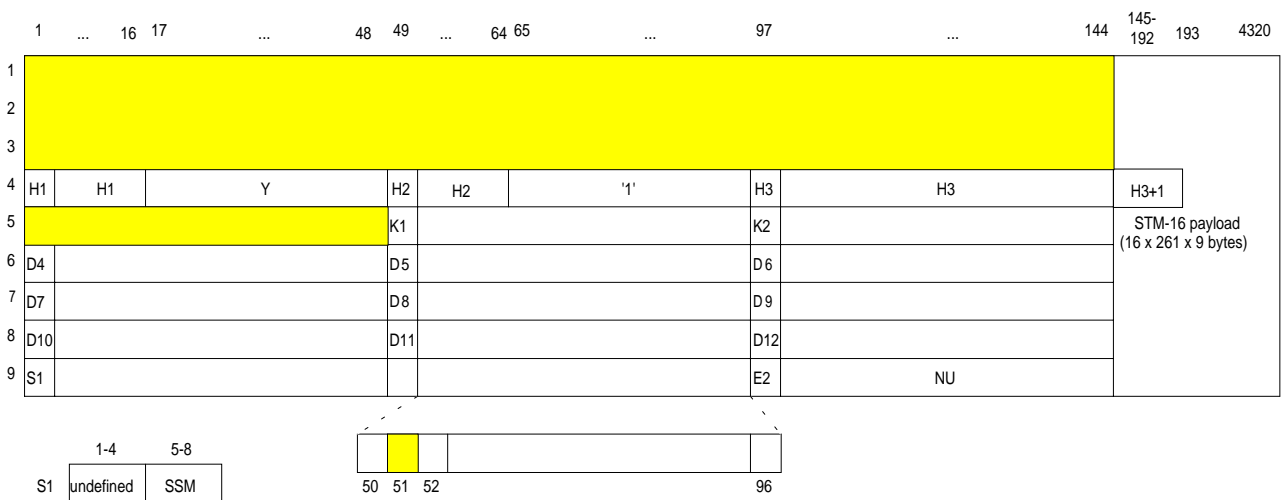 1 ... 16 17 ... 48 49 ... 64 65 ... 97 ... 144 145-192 193 4320
1
2
3
4 H1 H1 Y H2 H2 '1' H3 H3 H3+1
5 K1 K2 STM-16 payload
(16 x 261 x 9 bytes)
6 D4 D5 D6
7 D7 D8 D9
8 D10 D11 D12
9 S1 E2 NU
1-4 5-8
S1 undefined SSM 50 51 52 96